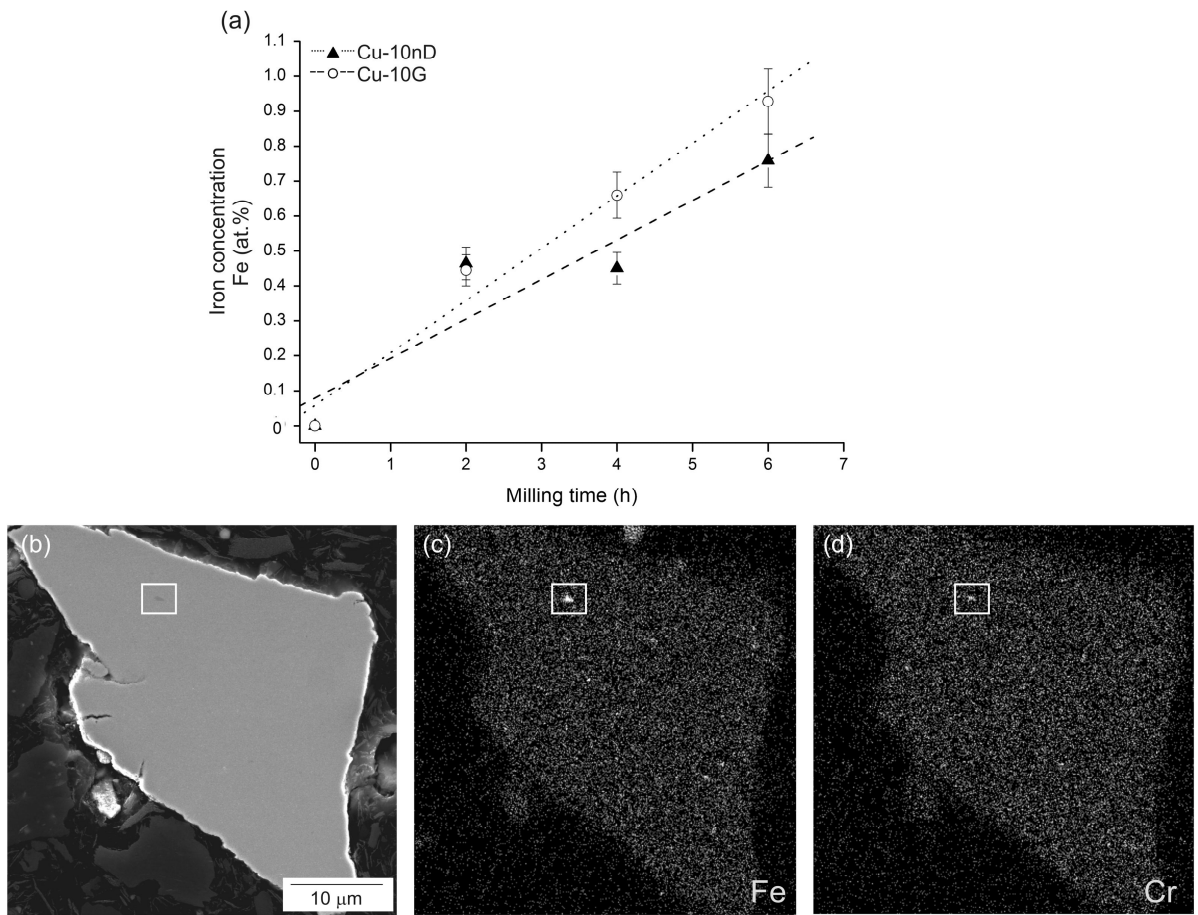 (a)
1.1
1.0
0.9
0.8
0.7
0.6
0.5
0.4
0.3
0.2
0.1
0
Iron concentration
Fe (at.%)
Cu-10nD
Cu-10G
0 1 2 3 4 5 6 7
Milling time (h)
(b)
10 μm
(c)
Fe
(d)
Cr